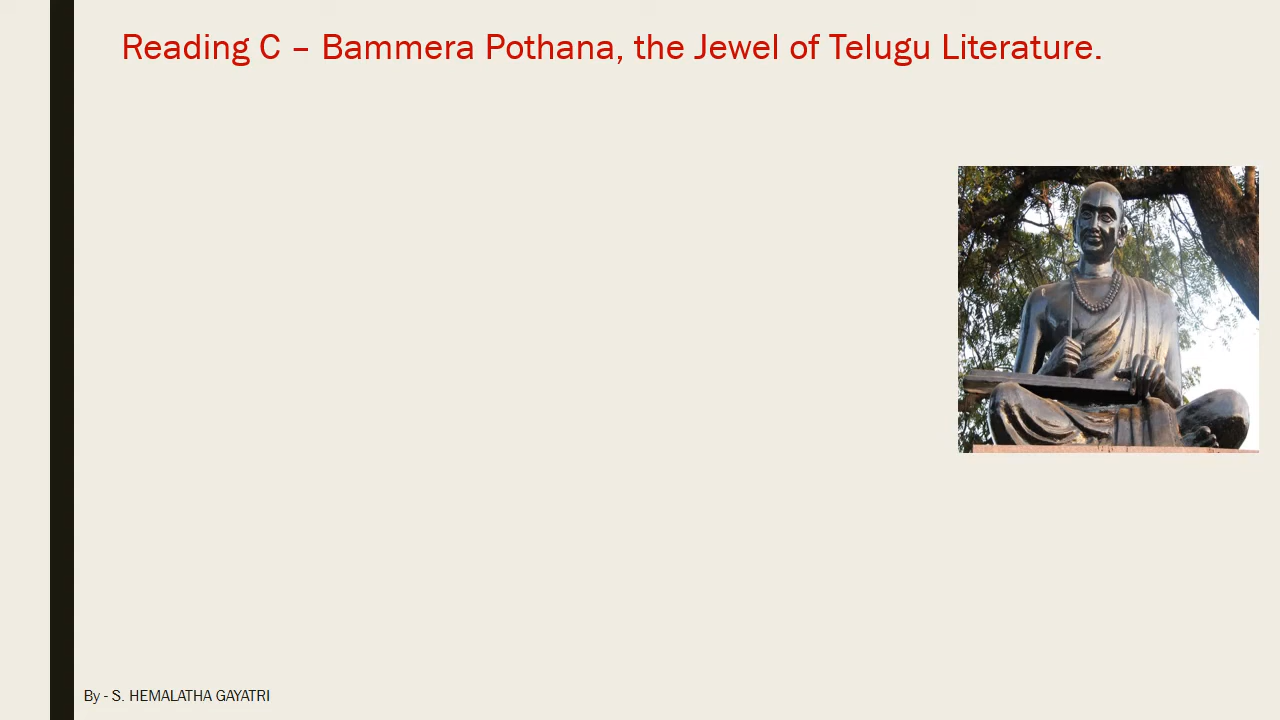 Reading C – Bammera Pothana, the Jewel of Telugu Literature.
By - S. HEMALATHA GAYATRI